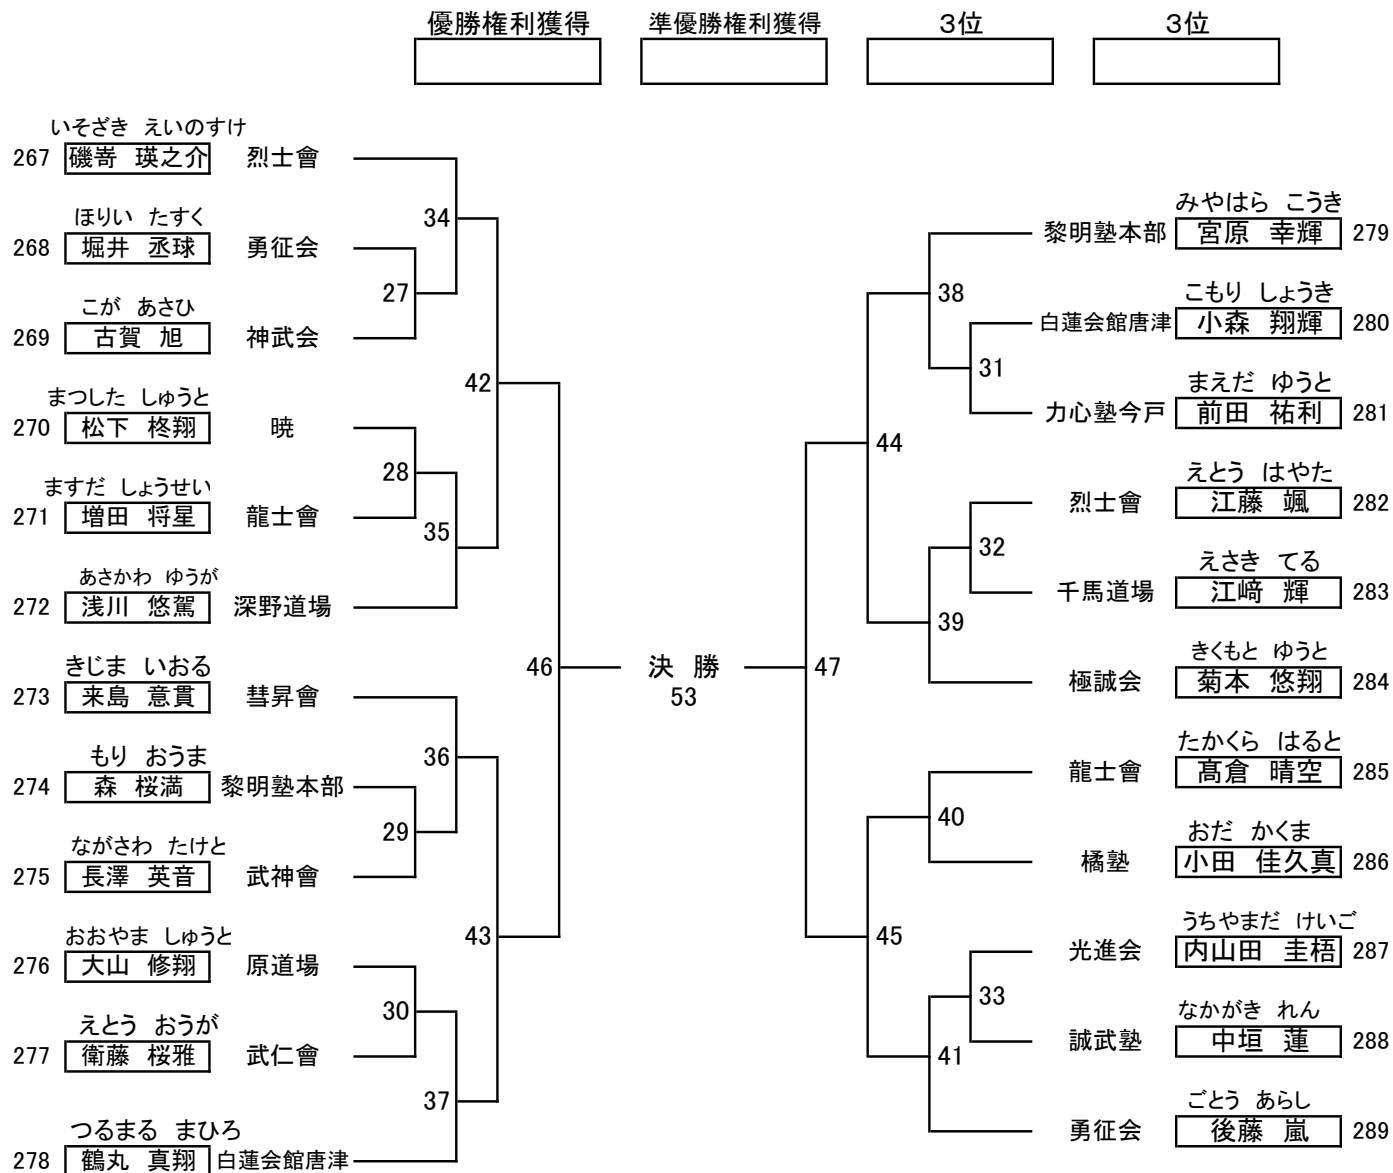 優勝権利獲得 準優勝権利獲得 3位 3位
いそざき えいのすけ
267 磯嵜 瑛之介 烈士會
ほりい たすく
268 堀井 丞球 勇征会
こが あさひ
269 古賀 旭 神武会
まつした しゅうと
270 松下 柊翔 暁
ますだ しょうせい
271 増田 将星 龍士會
あさかわ ゆうが
272 浅川 悠駕 深野道場
きじま いおる
273 来島 意貫 彗昇會
もり おうま
274 森 桜満 黎明塾本部
ながさわ たけと
275 長澤 英音 武神會
おおやま しゅうと
276 大山 修翔 原道場
えとう おうが
277 衛藤 桜雅 武仁會
つるまる まひろ
278 鶴丸 真翔 白蓮会館唐津
34
27
42
28
35
46
36
29
43
30
37
決 勝
53
47
38
31
44
32
39
40
45
33
41
みやはら こうき
黎明塾本部 宮原 幸輝 279
こもり しょうき
白蓮会館唐津 小森 翔輝 280
まえだ ゆうと
力心塾今戸 前田 祐利 281
えとう はやた
烈士會 江藤 颯 282
えさき てる
千馬道場 江﨑 輝 283
きくもと ゆうと
極誠会 菊本 悠翔 284
たかくら はると
龍士會 髙倉 晴空 285
おだ かくま
橘塾 小田 佳久真 286
うちやまだ けいご
光進会 内山田 圭梧 287
なかがき れん
誠武塾 中垣 蓮 288
ごとう あらし
勇征会 後藤 嵐 289